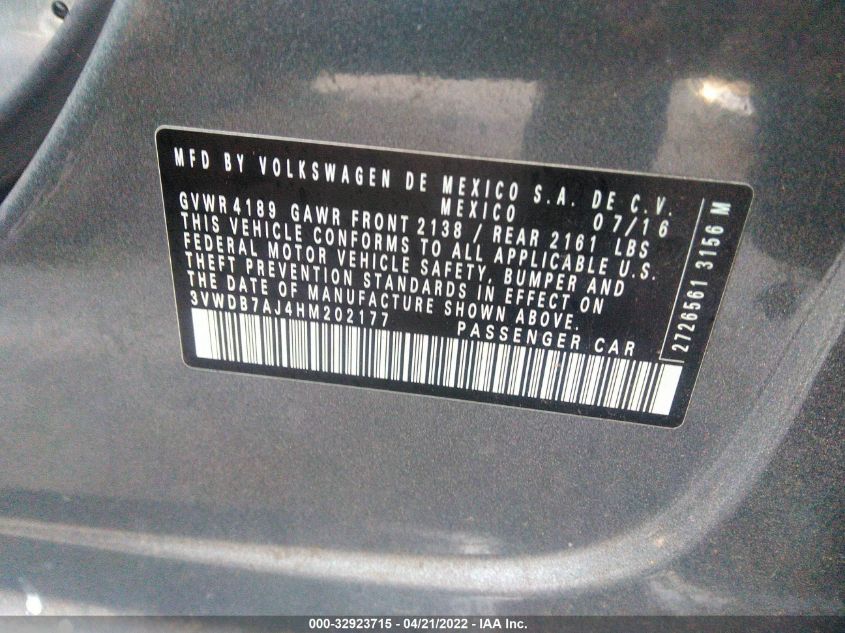 MFD BY VOLKSWAGEN DE MEXICO S.A. DE C.V.
MEXICO 07/16
GVWR 4189 GAWR FRONT 2138 / REAR 2161 LBS
THIS VEHICLE CONFORMS TO ALL APPLICABLE U.S.
FEDERAL MOTOR VEHICLE SAFETY, BUMPER AND
THEFT PREVENTION STANDARDS IN EFFECT ON
THE DATE OF MANUFACTURE SHOWN ABOVE.
3VWDB7AJ4HM202177 PASSENGER CAR
2726561 3156 M
000-32923715 - 04/21/2022 - IAA Inc.